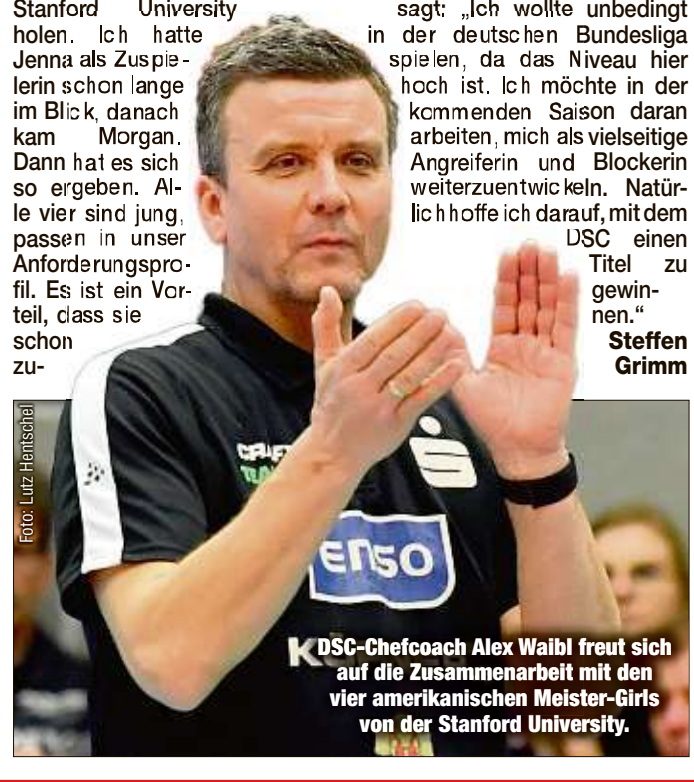 Stanford University
holen. Ich hatte
Jenna als Zuspie-
lerin schon lange
im Blick, danach
kam Morgan.
Dann hat es sich
so ergeben. Al-
le vier sind jung,
passen in unser
Anforderungspro-
fil. Es ist ein Vor-
teil, dass sie
schon
zu-
sagt: „Ich wollte unbedingt
in der deutschen Bundesliga
spielen, da das Niveau hier
hoch ist. Ich möchte in der
kommenden Saison daran
arbeiten, mich als vielseitige
Angreiferin und Blockerin
weiterzuentwickeln. Natür-
lich hoffe ich darauf, mit dem
DSC einen
Titel zu
gewin-
nen.“
Steffen
Grimm
Foto: Lutz Hentschel
enso
DSC-Chefcoach Alex Waibl freut sich
auf die Zusammenarbeit mit den
vier amerikanischen Meister-Girls
von der Stanford University.